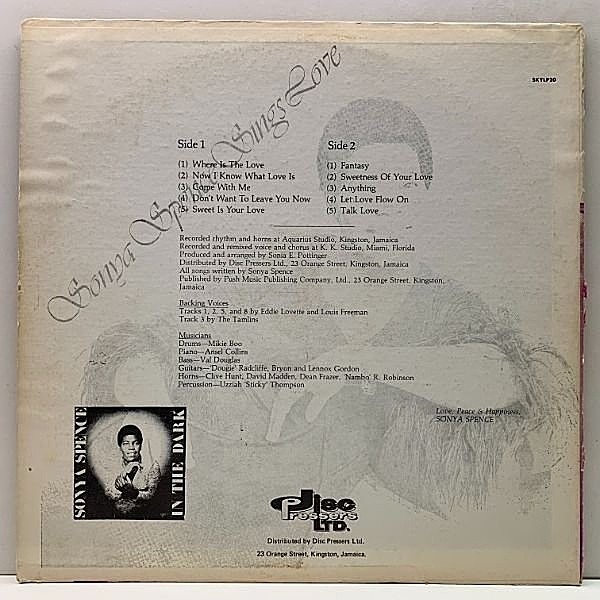 SKYLP20
Sonya Spence Sings Love
Side 1
(1) Where Is The Love
(2) Now I Know What Love Is
(3) Come With Me
(4) Don't Want To Leave You Now
(5) Sweet Is Your Love
Side 2
(1) Fantasy
(2) Sweetness Of Your Love
(3) Anything
(4) Let Love Flow On
(5) Talk Love
Recorded rhythm and horns at Aquarius Studio, Kingston, Jamaica
Recorded and remixed voice and chorus at K. K. Studio, Miami, Florida
Produced and arranged by Sonia E. Pottinger
Distributed by Disc Pressers Ltd., 23 Orange Street, Kingston, Jamaica
All songs written by Sonya Spence
Published by Push Music Publishing Company, Ltd., 23 Orange Street, Kingston,
Jamaica
Backing Voices
Tracks 1, 2, 5, and 8 by Eddie Lovette and Louis Freeman
Track 3 by The Tamlins
Musicians
Drums—Mikie Boo
Piano—Ansel Collins
Bass—Val Douglas
Guitars—'Dougie' Radcliffe, Bryon and Lennox Gordon
Horns—Clive Hunt, David Madden, Dean Frazer, 'Nambo' R. Robinson
Percussion—Uzziah 'Sticky' Thompson
Love, Peace & Happiness,
SONYA SPENCE
SONYA SPENCE
IN THE DARK
Disc
Pressers
LTD.
Distributed by Disc Pressers Ltd.
23 Orange Street, Kingston, Jamaica.